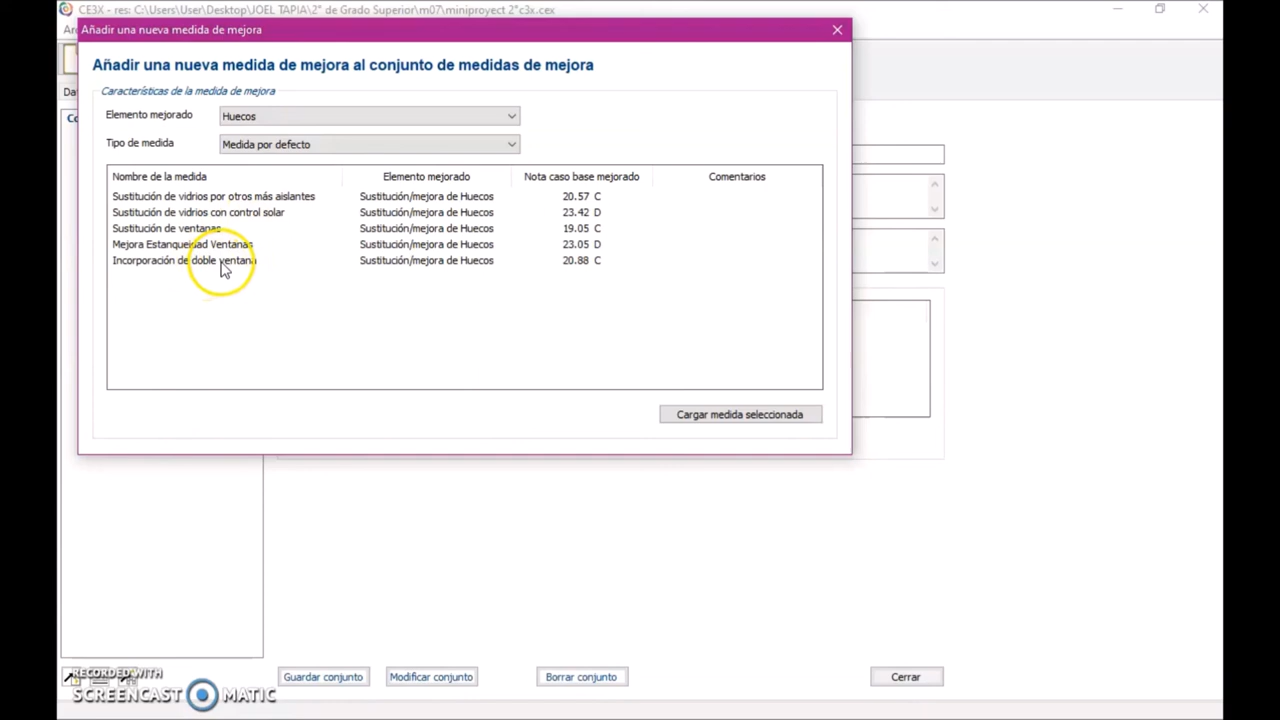 CE3X - res: C:\Users\User\Desktop\JOEL TAPIA\2° de Grado Superior\m07\miniproyect 2°c3x.cex
Añadir una nueva medida de mejora
Añadir una nueva medida de mejora al conjunto de medidas de mejora
Características de la medida de mejora
Elemento mejorado Huecos
Tipo de medida Medida por defecto
Nombre de la medida Elemento mejorado Nota caso base mejorado Comentarios
Sustitución de vidrios por otros más aislantes Sustitución/mejora de Huecos 20.57 C
Sustitución de vidrios con control solar Sustitución/mejora de Huecos 23.42 D
Sustitución de ventanas Sustitución/mejora de Huecos 19.05 C
Mejora Estanqueidad Ventanas Sustitución/mejora de Huecos 23.05 D
Incorporación de doble ventana Sustitución/mejora de Huecos 20.88 C
Cargar medida seleccionada
Guardar conjunto Modificar conjunto Borrar conjunto Cerrar
RECORDED WITH
SCREENCAST MATIC